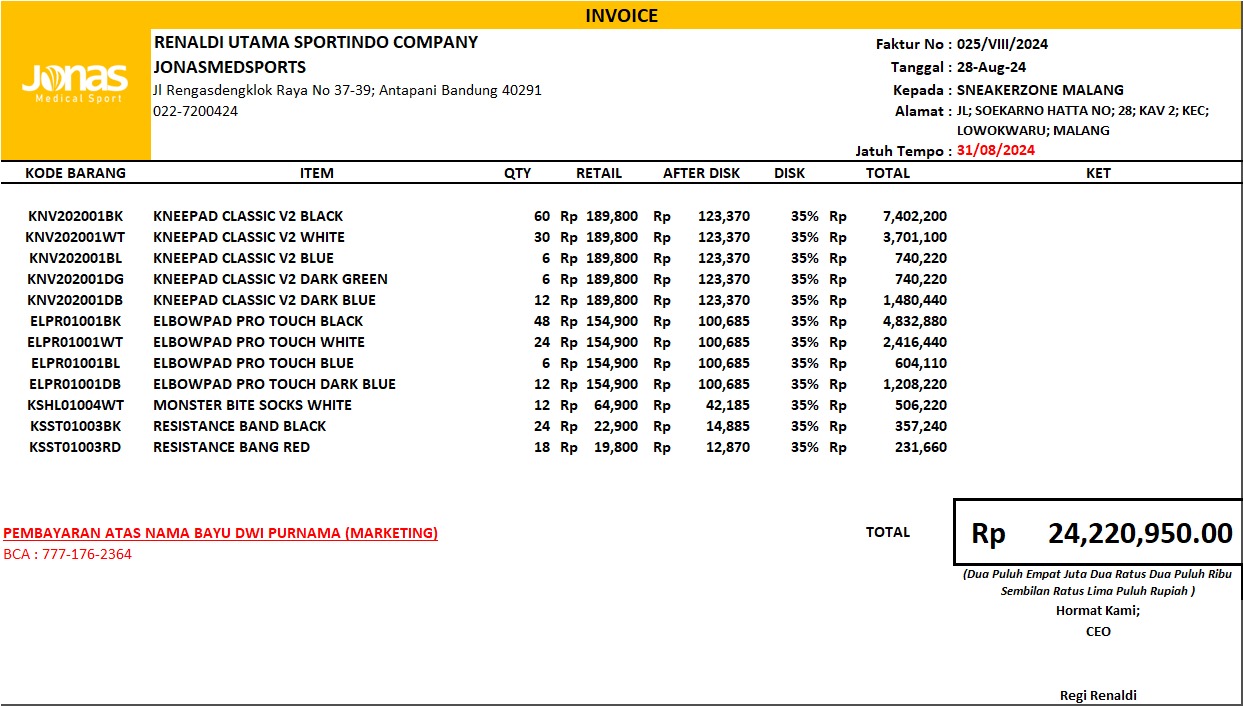 INVOICE
Jonas
Medical Sport
RENALDI UTAMA SPORTINDO COMPANY
JONASMEDSPORTS
Jl Rengasdengklok Raya No 37-39; Antapani Bandung 40291
022-7200424
Faktur No : 025/VIII/2024
Tanggal : 28-Aug-24
Kepada : SNEAKERZONE MALANG
Alamat : JL; SOEKARNO HATTA NO; 28; KAV 2; KEC;
LOWOKWARU; MALANG
Jatuh Tempo : 31/08/2024
KODE BARANG ITEM QTY RETAIL AFTER DISK DISK TOTAL KET
KNV202001BK KNEEPAD CLASSIC V2 BLACK 60 Rp 189,800 Rp 123,370 35% Rp 7,402,200
KNV202001WT KNEEPAD CLASSIC V2 WHITE 30 Rp 189,800 Rp 123,370 35% Rp 3,701,100
KNV202001BL KNEEPAD CLASSIC V2 BLUE 6 Rp 189,800 Rp 123,370 35% Rp 740,220
KNV202001DG KNEEPAD CLASSIC V2 DARK GREEN 6 Rp 189,800 Rp 123,370 35% Rp 740,220
KNV202001DB KNEEPAD CLASSIC V2 DARK BLUE 12 Rp 189,800 Rp 123,370 35% Rp 1,480,440
ELPR01001BK ELBOWPAD PRO TOUCH BLACK 48 Rp 154,900 Rp 100,685 35% Rp 4,832,880
ELPR01001WT ELBOWPAD PRO TOUCH WHITE 24 Rp 154,900 Rp 100,685 35% Rp 2,416,440
ELPR01001BL ELBOWPAD PRO TOUCH BLUE 6 Rp 154,900 Rp 100,685 35% Rp 604,110
ELPR01001DB ELBOWPAD PRO TOUCH DARK BLUE 12 Rp 154,900 Rp 100,685 35% Rp 1,208,220
KSHL01004WT MONSTER BITE SOCKS WHITE 12 Rp 64,900 Rp 42,185 35% Rp 506,220
KSST01003BK RESISTANCE BAND BLACK 24 Rp 22,900 Rp 14,885 35% Rp 357,240
KSST01003RD RESISTANCE BANG RED 18 Rp 19,800 Rp 12,870 35% Rp 231,660
PEMBAYARAN ATAS NAMA BAYU DWI PURNAMA (MARKETING)
BCA : 777-176-2364
TOTAL Rp 24,220,950.00
(Dua Puluh Empat Juta Dua Ratus Dua Puluh Ribu
Sembilan Ratus Lima Puluh Rupiah )
Hormat Kami;
CEO
Regi Renaldi